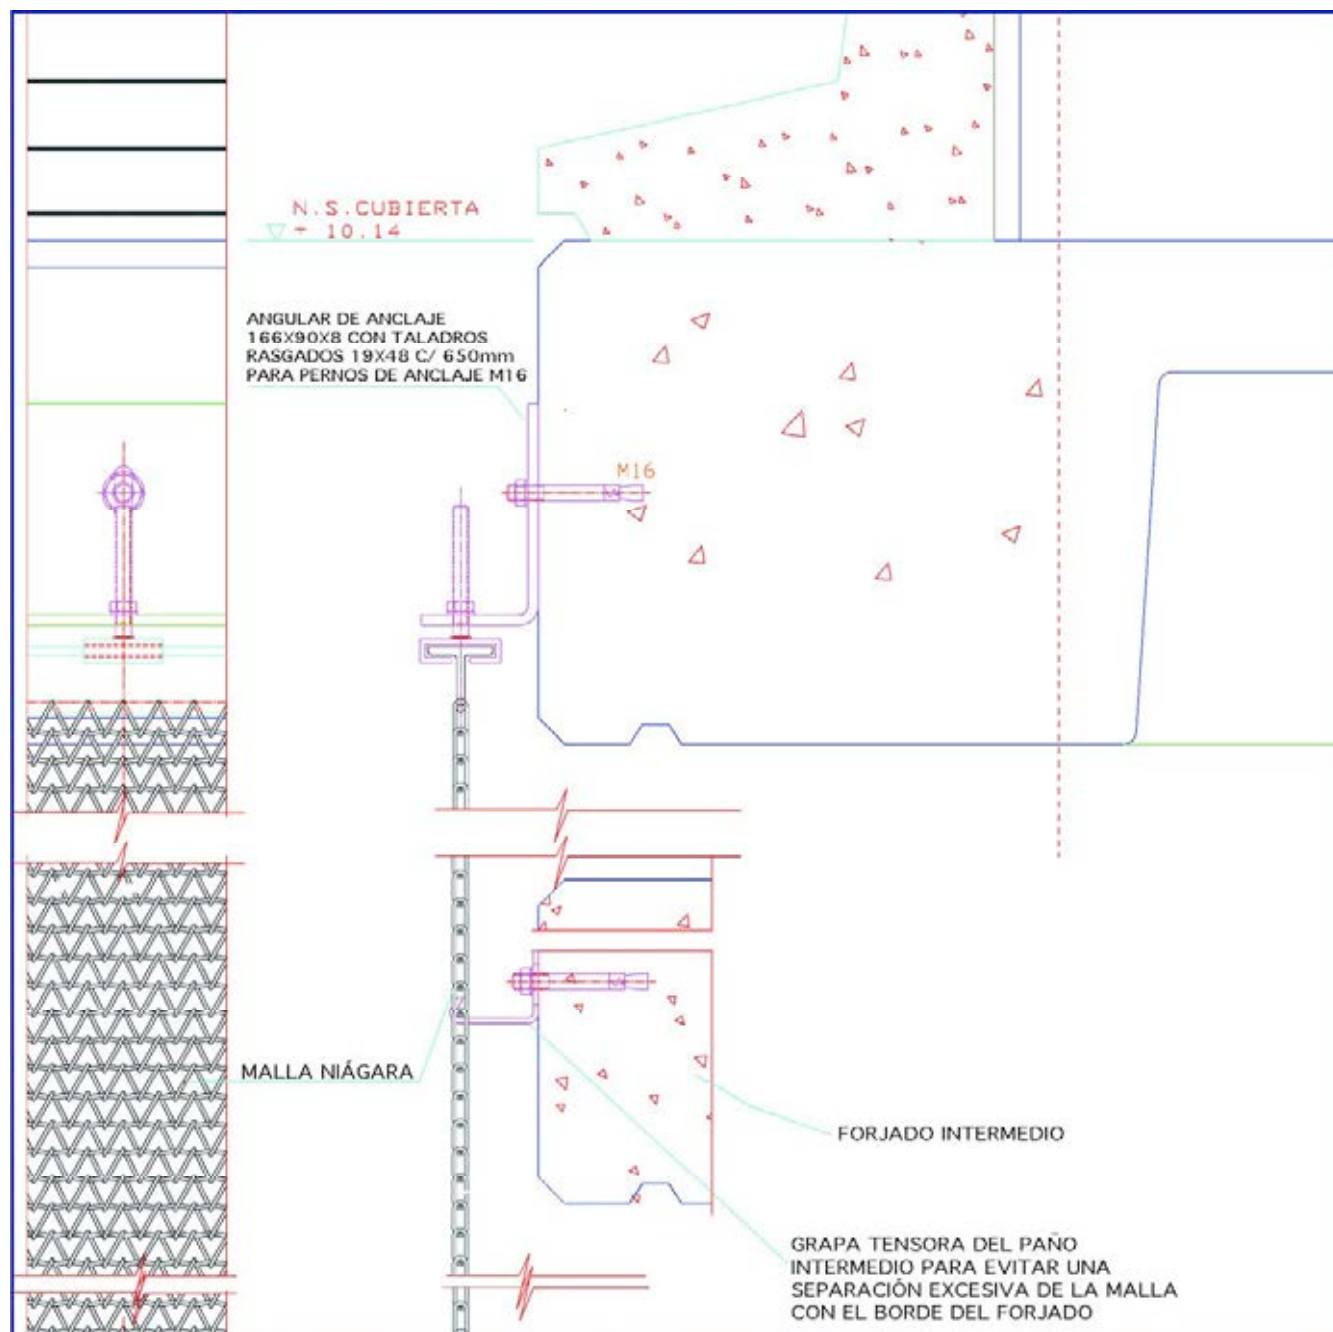 N.S.CUBIERTA
+ 10.14
ANGULAR DE ANCLAJE
166X90X8 CON TALADROS
RASGADOS 19X48 C/ 650mm
PARA PERNOS DE ANCLAJE M16
M16
MALLA NIÁGARA
FORJADO INTERMEDIO
GRAPA TENSORA DEL PAÑO
INTERMEDIO PARA EVITAR UNA
SEPARACIÓN EXCESIVA DE LA MALLA
CON EL BORDE DEL FORJADO